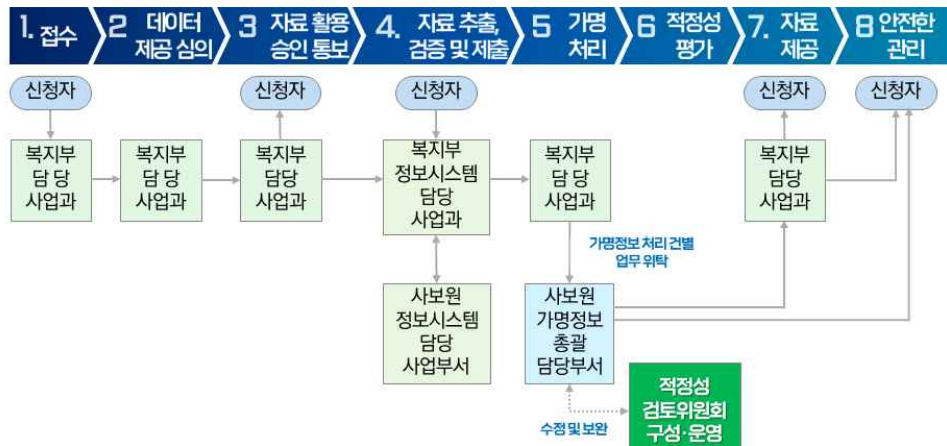 1. 접수
2 데이터
제공 심의
3 자료 활용
승인 통보
4. 자료 추출,
검증 및 제출
5 가명
처리
6 적정성
평가
7. 자료
제공
8 안전한
관리
신청자
신청자
신청자
신청자
신청자
복지부
담 당
사업과
복지부
담 당
사업과
복지부
담 당
사업과
복지부
정보시스템
담당
사업과
복지부
담 당
사업과
복지부
담 당
사업과
가명정보 처리 건별
업무 위탁
사보원
정보시스템
담당
사업부서
사보원
가명정보
총괄
담당부서
수정 및 보완
적정성
검토위원회
구성·운영